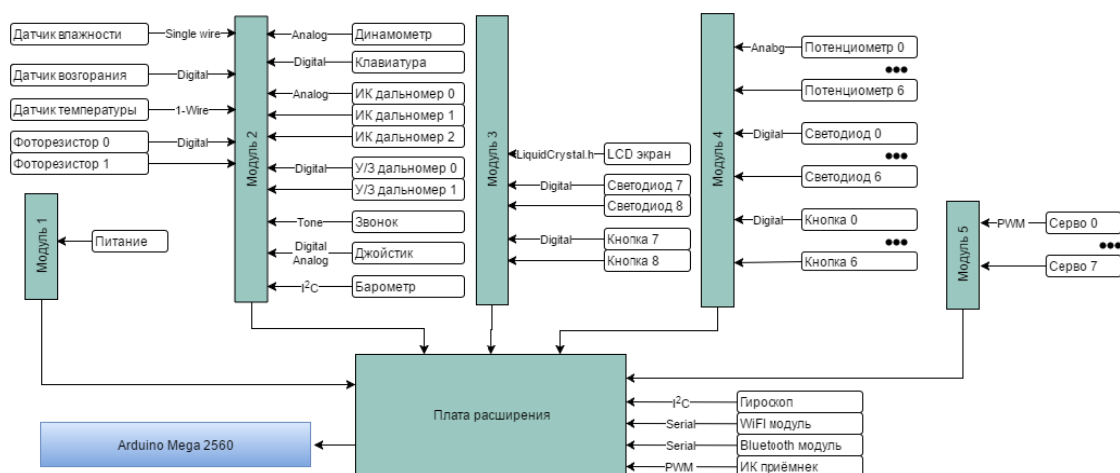 Датчик влажности
Single wire
Датчик возгорания
Digital
Датчик температуры
1-Wire
Фоторезистор 0
Digital
Фоторезистор 1
Модуль 2
Analog
Динамометр
Digital
Клавиатура
Analog
ИК дальномер 0
ИК дальномер 1
ИК дальномер 2
Digital
У/З дальномер 0
У/З дальномер 1
Tone
Звонок
Digital
Analog
Джойстик
I²C
Барометр
Модуль 1
Питание
Модуль 3
LiquidCrystal.h
LCD экран
Digital
Светодиод 7
Светодиод 8
Digital
Кнопка 7
Кнопка 8
Модуль 4
Analog
Потенциометр 0
•••
Потенциометр 6
Digital
Светодиод 0
•••
Светодиод 6
Digital
Кнопка 0
•••
Кнопка 6
Модуль 5
PWM
Серво 0
•••
Серво 7
Плата расширения
I²C
Гироскоп
Serial
WiFI модуль
Serial
Bluetooth модуль
PWM
ИК приёмнек
Arduino Mega 2560